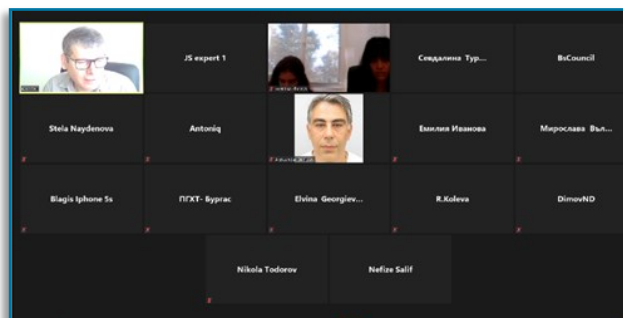 JS expert 1
Севдалина Тур...
BsCouncil
Stela Naydenova
Antoniq
Емилия Иванова
Мирослава Въл...
Blagis Iphone 5s
ПГХТ- Бургас
Elvina Georgiev...
R.Koleva
DimovND
Nikola Todorov
Nefize Salif